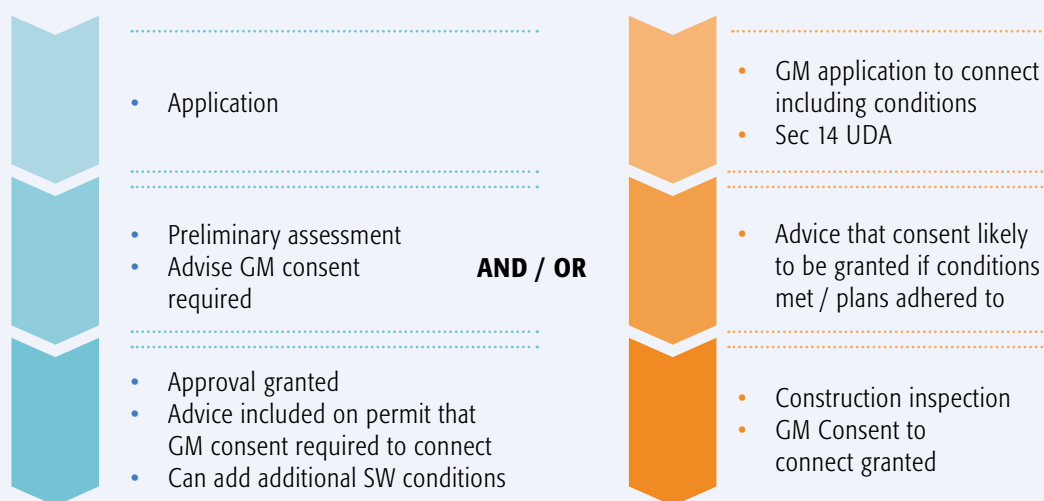 Application
Preliminary assessment
Advise GM consent
required
Approval granted
Advice included on permit that
GM consent required to connect
Can add additional SW conditions
AND / OR
GM application to connect
including conditions
Sec 14 UDA
Advice that consent likely
to be granted if conditions
met / plans adhered to
Construction inspection
GM Consent to
connect granted